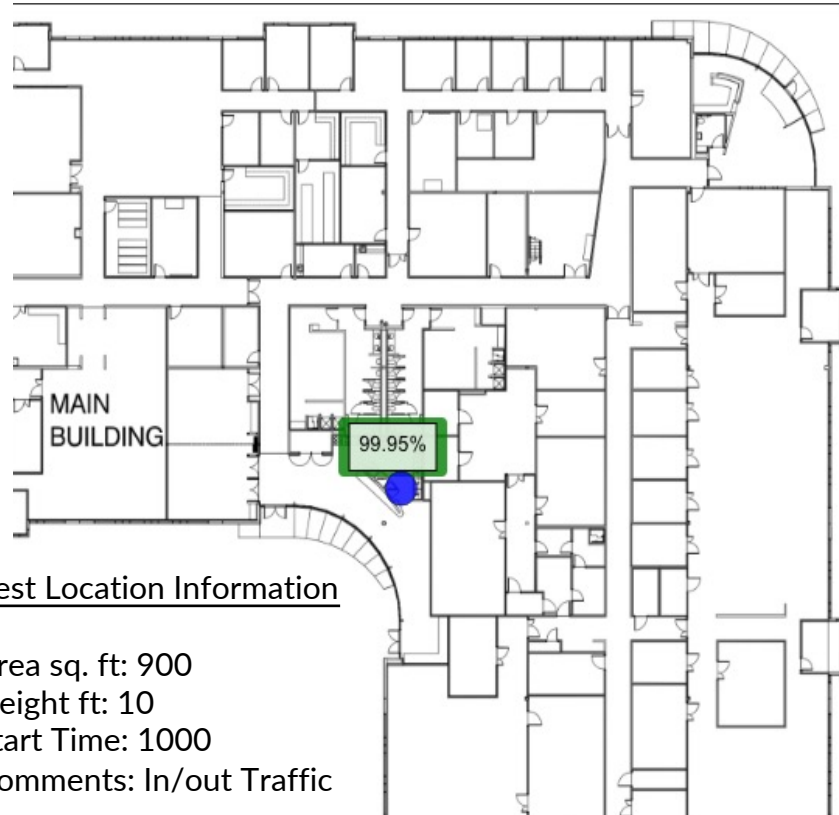 MAIN
BUILDING
99.95%
est Location Information
rea sq. ft: 900
eight ft: 10
tart Time: 1000
omments: In/out Traffic